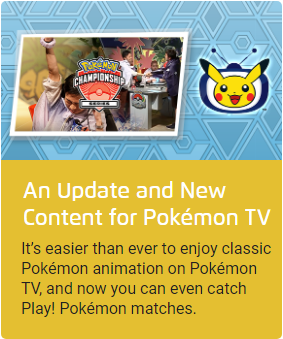 Pokémon
CHAMPIONSHIP
An Update and New
Content for Pokémon TV
It’s easier than ever to enjoy classic
Pokémon animation on Pokémon
TV, and now you can even catch
Play! Pokémon matches.